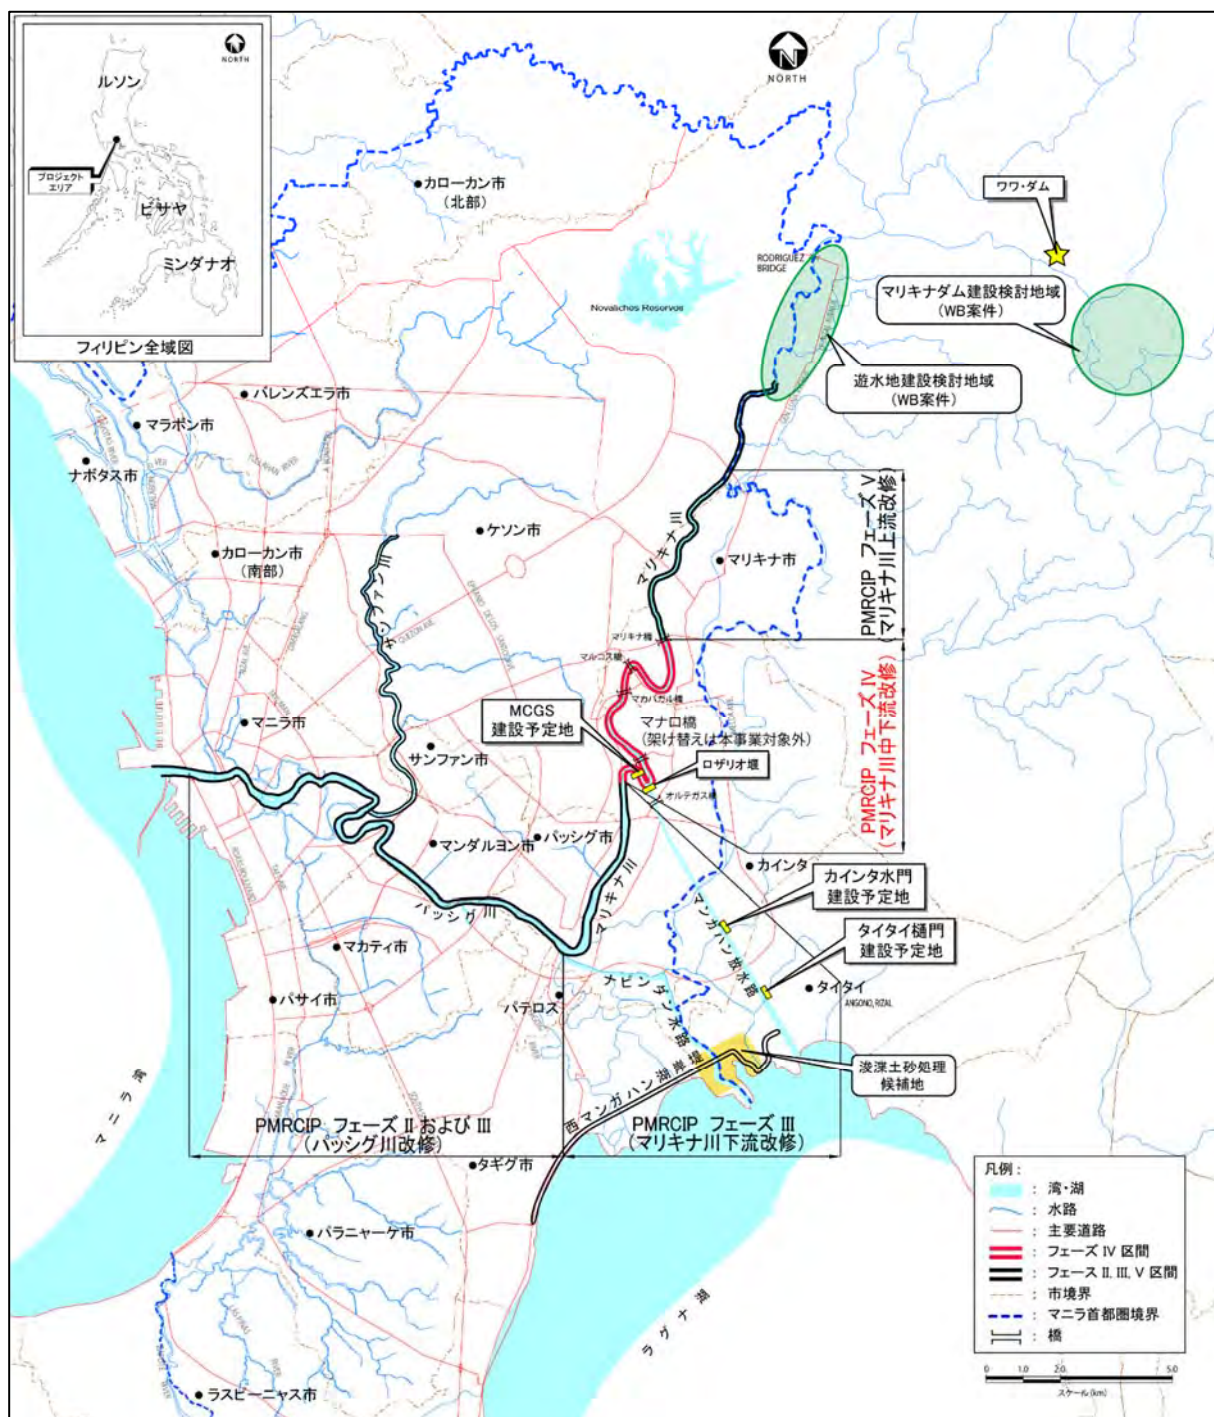 NORTH
ルソン
プロジェクト
エリア
ビサヤ
ミンダナオ
フィリピン全域図
NORTH
カローカン市
(北部)
ワワ・ダム
RODRIGUEZ
BRIDGE
マリキナダム建設検討地域
(WB案件)
Novaliches Reserve
遊水地建設検討地域
(WB案件)
バレンズエラ市
マラボン市
ナボタス市
TULLAHAN RIVER
ケソン市
カローカン市
(南部)
マリキナ川
マリキナ市
PMRCIP フェーズ V
(マリキナ川上流改修)
サンファン川
QUEZON AVE
マリキナ橋
マルコス橋
マカパガル橋
PMRCIP フェーズ IV
(マリキナ川中下流改修)
MCGS
建設予定地
マナロ橋
(架け替えは本事業対象外)
マニラ市
サンファン市
ロザリオ堰
オルテガス橋
マンダルヨン市
パッシグ市
カインタ
カインタ水門
建設予定地
パッシグ川
マリキナ川
マンガハン放水路
タイタイ樋門
建設予定地
マカティ市
パサイ市
パテロス
ナピンダン水路
タイタイ
ANGONO, RIZAL
浚渫土砂処理
候補地
西マンガハン湖岸堤
マニラ湾
PMRCIP フェーズ II および III
(パッシグ川改修)
PMRCIP フェーズ III
(マリキナ川下流改修)
タギグ市
パラニャーケ市
ラグナ湖
ラスピーニャス市
凡例 :
: 湾・湖
: 水路
: 主要道路
: フェーズ IV 区間
: フェース II, III, V 区間
: 市境界
: マニラ首都圏境界
: 橋
0 1.0 2.0 5.0
スケール (km)